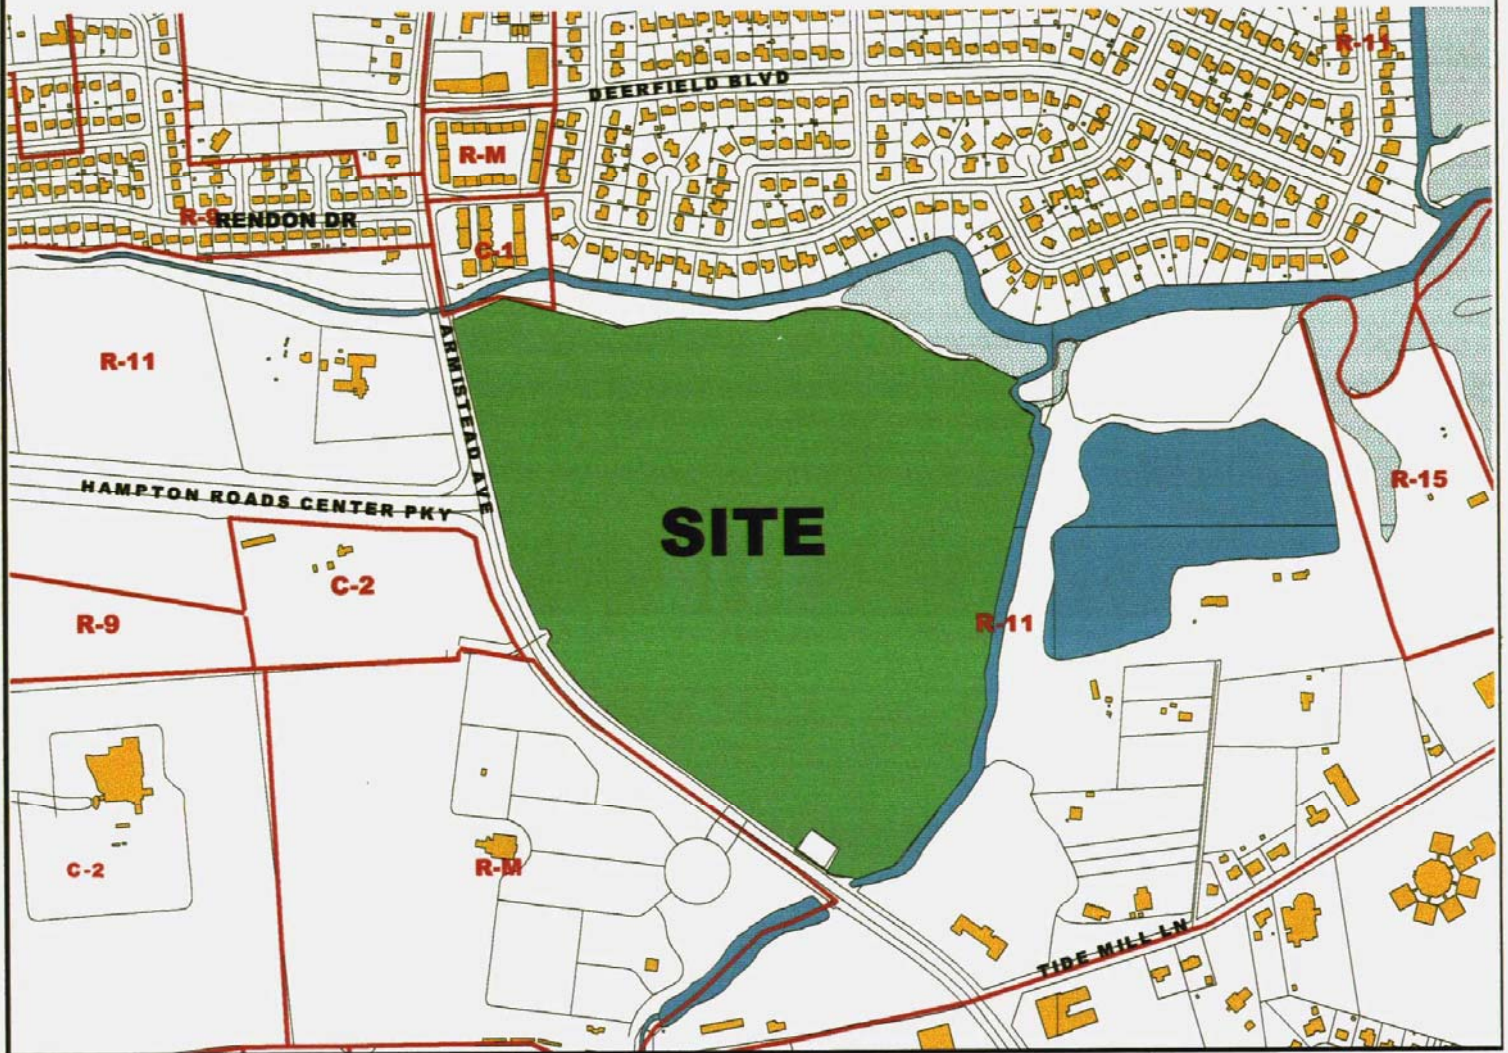 R-11
DEERFIELD BLVD
R-M
R-9
RENDON DR
C-1
R-11
ARMISTEAD AVE
HAMPTON ROADS CENTER PKY
R-15
SITE
C-2
R-9
R-11
C-2
R-M
TIDE MILL LN